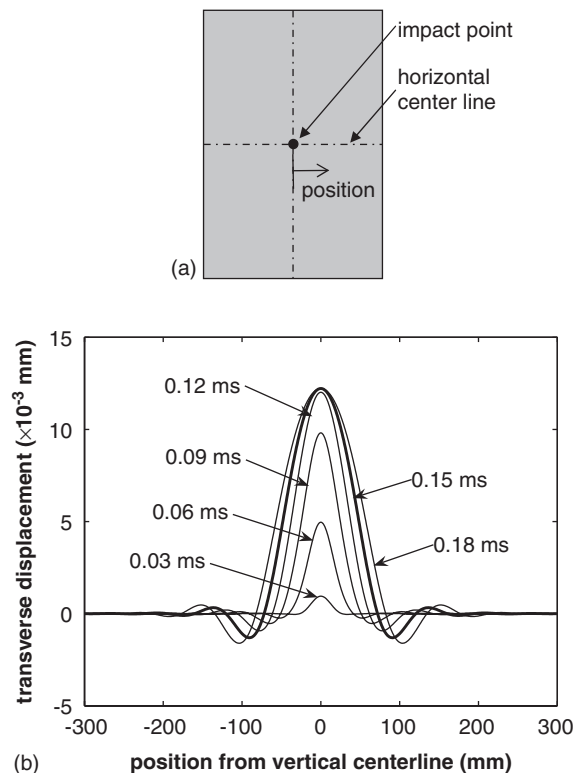 impact point
horizontal
center line
position
(a)
15
10
5
0
-5
transverse displacement (×10⁻³ mm)
0.12 ms
0.09 ms
0.06 ms
0.03 ms
0.15 ms
0.18 ms
-300
-200
-100
0
100
200
300
(b)
position from vertical centerline (mm)